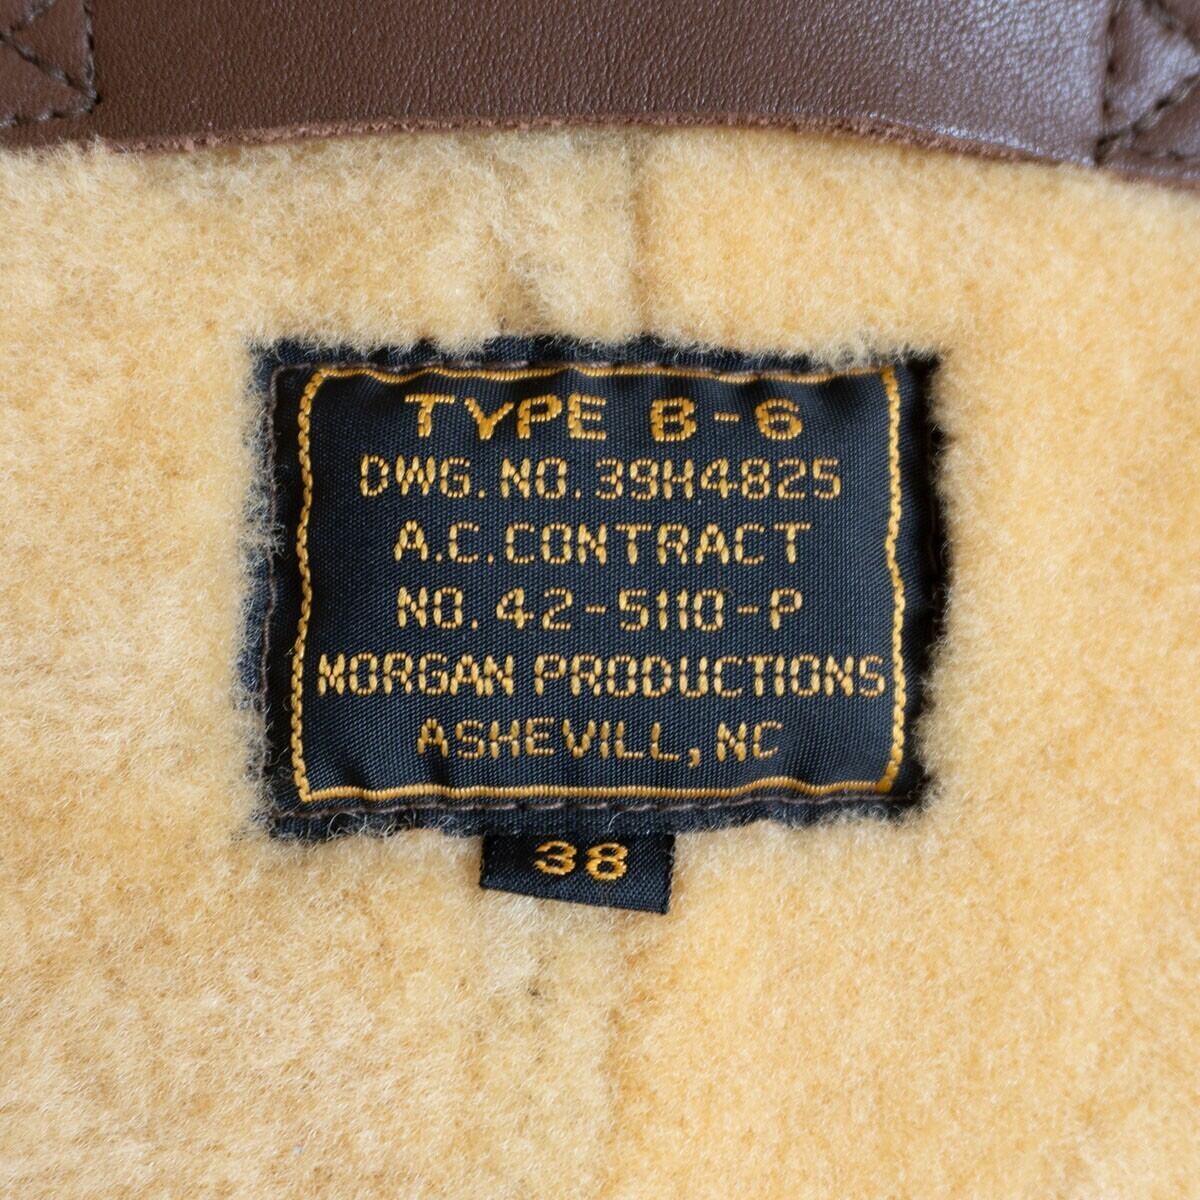 TYPE B-6
DWG. NO. 39H4825
A.C. CONTRACT
NO. 42-5110-P
MORGAN PRODUCTIONS
ASHEVILL, NC
38